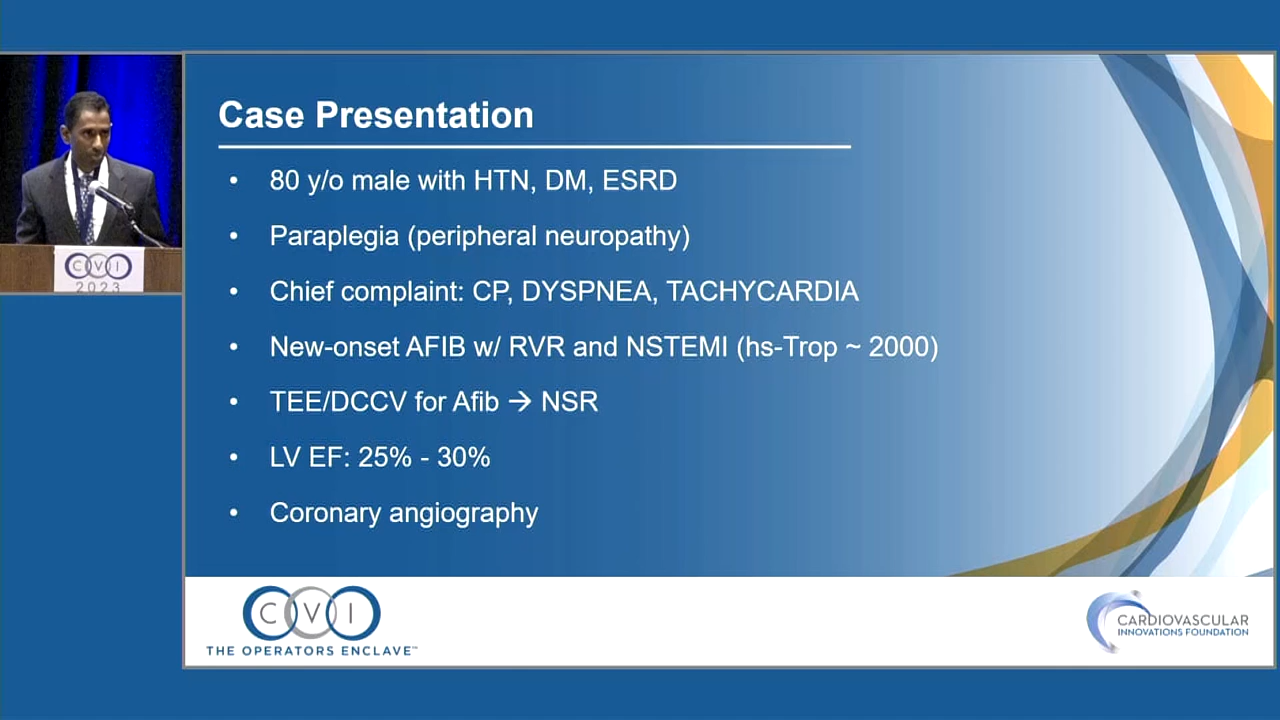 Case Presentation
• 80 y/o male with HTN, DM, ESRD
• Paraplegia (peripheral neuropathy)
• Chief complaint: CP, DYSPNEA, TACHYCARDIA
• New-onset AFIB w/ RVR and NSTEMI (hs-Trop ~ 2000)
• TEE/DCCV for Afib → NSR
• LV EF: 25% - 30%
• Coronary angiography
CVI
2023
CVI
THE OPERATORS ENCLAVE™
CARDIOVASCULAR
INNOVATIONS FOUNDATION